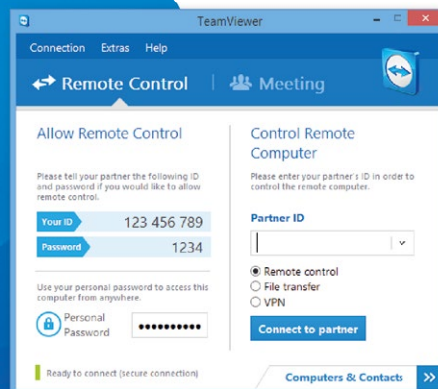 TeamViewer
Connection Extras Help
Remote Control
Meeting
Allow Remote Control
Please tell your partner the following ID
and password if you would like to allow
remote control.
Your ID 123 456 789
Password 1234
Use your personal password to access this
computer from anywhere.
Personal
Password
Ready to connect (secure connection)
Control Remote
Computer
Please enter your partner's ID in order to
control the remote computer.
Partner ID
Remote control
File transfer
VPN
Connect to partner
Computers & Contacts